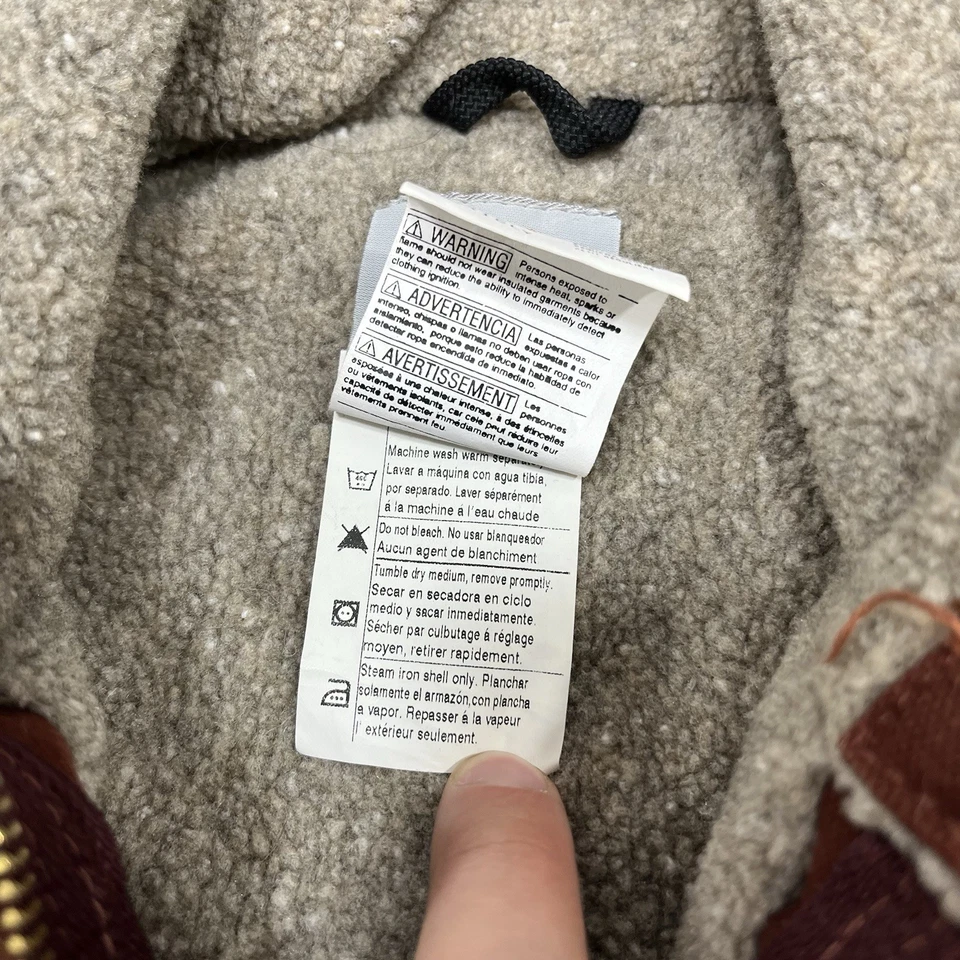 WARNING Persons exposed to
intense heat, sparks or
flame should not wear insulated garments because
they can reduce the ability to immediately detect
clothing ignition.
ADVERTENCIA Las personas
expuestas a calor
intenso, chispas o llamas no deben usar ropa con
aislamiento, porque esto reduce la habilidad de
detectar ropa encendida de inmediato.
AVERTISSEMENT Les
personnes
exposées à une chaleur intense, à des étincelles
ou vêtements isolants, car cela peut réduire leur
capacité de détecter immédiament que leurs
vêtements prennent feu
Machine wash warm
Lavar a máquina con agua tibia,
por separado. Laver séparément
á la machine á l'eau chaude
Do not bleach. No usar blanqueador
Aucun agent de blanchiment
Tumble dry medium, remove promptly.
Secar en secadora en ciclo
medio y sacar inmediatamente.
Sécher par culbutage á réglage
moyen, retirer rapidement.
Steam iron shell only. Planchar
solamente el armazón,con plancha
a vapor. Repasser á la vapeur
l' extérieur seulement.